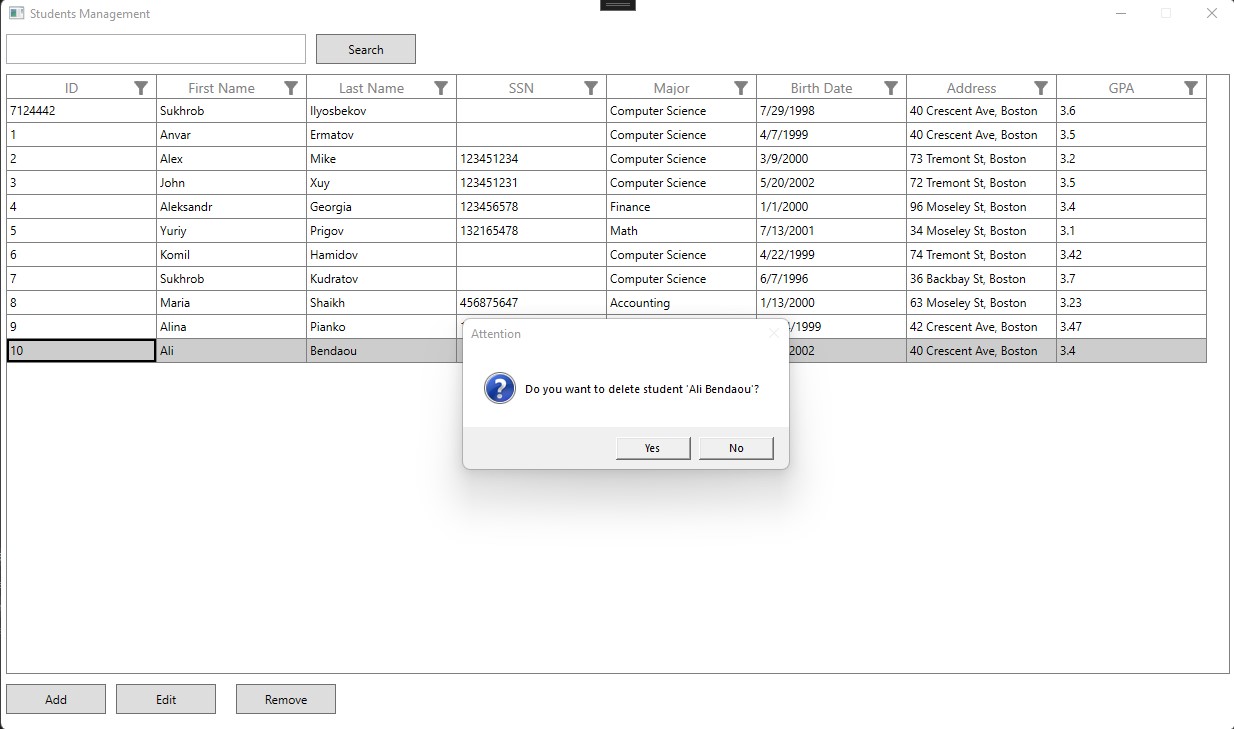 Students Management
Search
ID First Name Last Name SSN Major Birth Date Address GPA
7124442 Sukhrob Ilyosbekov Computer Science 7/29/1998 40 Crescent Ave, Boston 3.6
1 Anvar Ermatov Computer Science 4/7/1999 40 Crescent Ave, Boston 3.5
2 Alex Mike 123451234 Computer Science 3/9/2000 73 Tremont St, Boston 3.2
3 John Xuy 123451231 Computer Science 5/20/2002 72 Tremont St, Boston 3.5
4 Aleksandr Georgia 123456578 Finance 1/1/2000 96 Moseley St, Boston 3.4
5 Yuriy Prigov 132165478 Math 7/13/2001 34 Moseley St, Boston 3.1
6 Komil Hamidov Computer Science 4/22/1999 74 Tremont St, Boston 3.42
7 Sukhrob Kudratov Computer Science 6/7/1996 36 Backbay St, Boston 3.7
8 Maria Shaikh 456875647 Accounting 1/13/2000 63 Moseley St, Boston 3.23
9 Alina Pianko /1999 42 Crescent Ave, Boston 3.47
10 Ali Bendaou 2002 40 Crescent Ave, Boston 3.4
Attention
Do you want to delete student 'Ali Bendaou'?
Yes No
Add Edit Remove